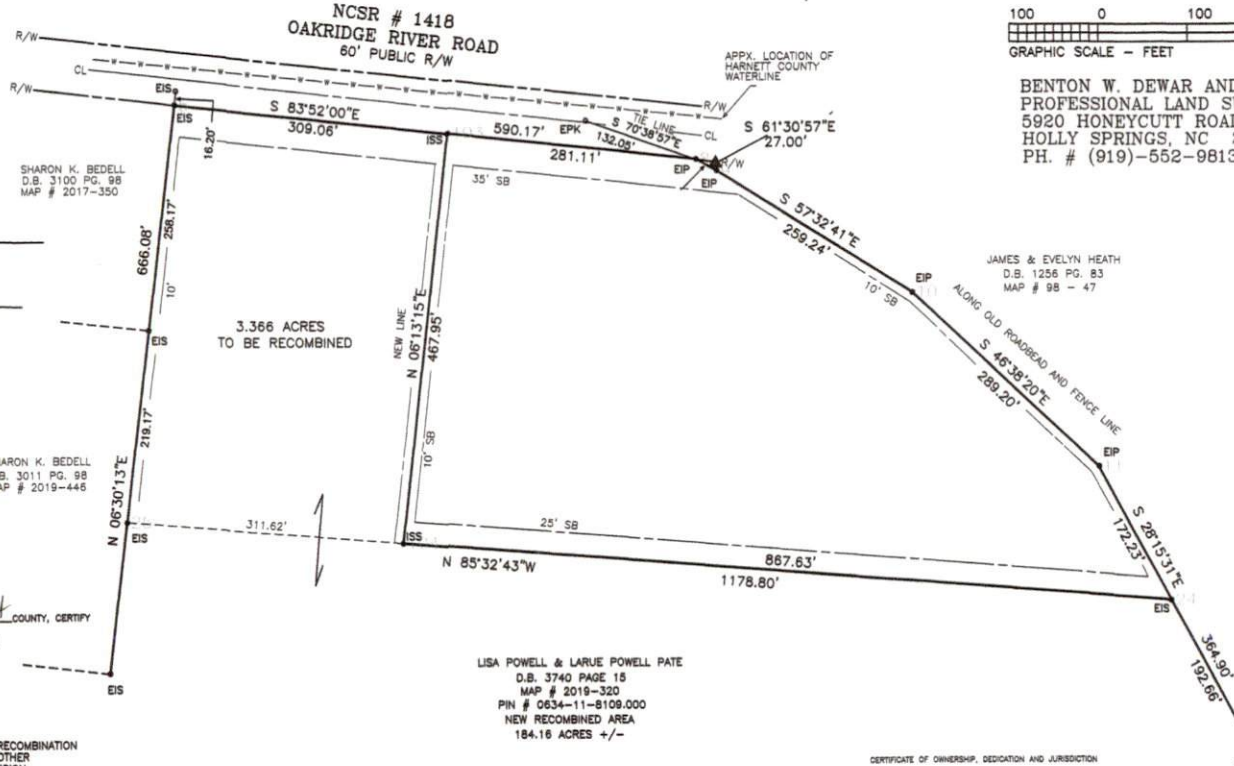 NCSR # 1418
OAKRIDGE RIVER ROAD
60' PUBLIC R/W
100 0 100
GRAPHIC SCALE - FEET
BENTON W. DEWAR AND
PROFESSIONAL LAND S
5920 HONEYCUTT ROAD
HOLLY SPRINGS, NC
PH. # (919)-552-9813
R/W
CL
R/W
W W W W W W W W W W W W W W W W
APPX. LOCATION OF
HARNETT COUNTY
WATERLINE
R/W
CL
R/W
EIS
EIS
16.20'
S 83°52'00"E
309.06'
ISS
590.17'
281.11'
EPK
TIE LINE
S 70°38'57"E
132.05'
S 61°30'57"E
27.00'
EIP
EIP
SHARON K. BEDELL
D.B. 3100 PG. 98
MAP # 2017-350
258.17'
666.08'
10'
35' SB
S 57°32'41"E
259.24'
10' SB
EIP
JAMES & EVELYN HEATH
D.B. 1256 PG. 83
MAP # 98 - 47
ALONG OLD ROADBEAD AND FENCE LINE
S 46°38'20"E
289.20'
EIP
3.366 ACRES
TO BE RECOMBINED
NEW LINE
N 06°13'15"E
467.95'
10' SB
EIS
219.17'
ARON K. BEDELL
B. 3011 PG. 98
AP # 2019-446
N 06°30'13"E
EIS
311.62'
ISS
25' SB
N 85°32'43"W
867.63'
1178.80'
S 28°15'31"E
172.23'
EIS
364.90'
192.66'
COUNTY, CERTIFY
EIS
LISA POWELL & LARUE POWELL PATE
D.B. 3740 PAGE 15
MAP # 2019-320
PIN # 0634-11-8109.000
NEW RECOMBINED AREA
184.16 ACRES +/-
RECOMBINATION
OTHER
CERTIFICATE OF OWNERSHIP, DEDICATION AND JURISDICTION